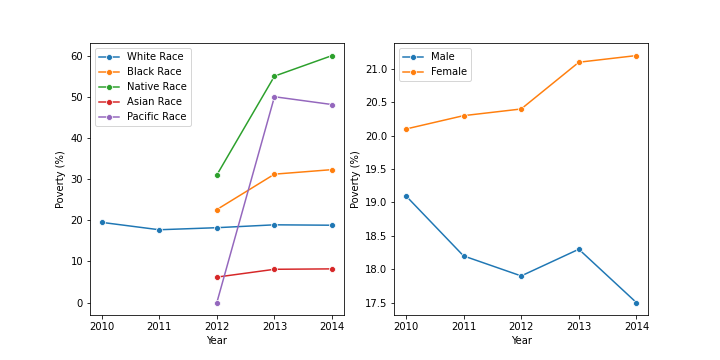 White Race
Black Race
Native Race
Asian Race
Pacific Race
60
50
40
30
20
10
0
Poverty (%)
2010 2011 2012 2013 2014
Year
Male
Female
21.0
20.5
20.0
19.5
19.0
18.5
18.0
17.5
Poverty (%)
2010 2011 2012 2013 2014
Year